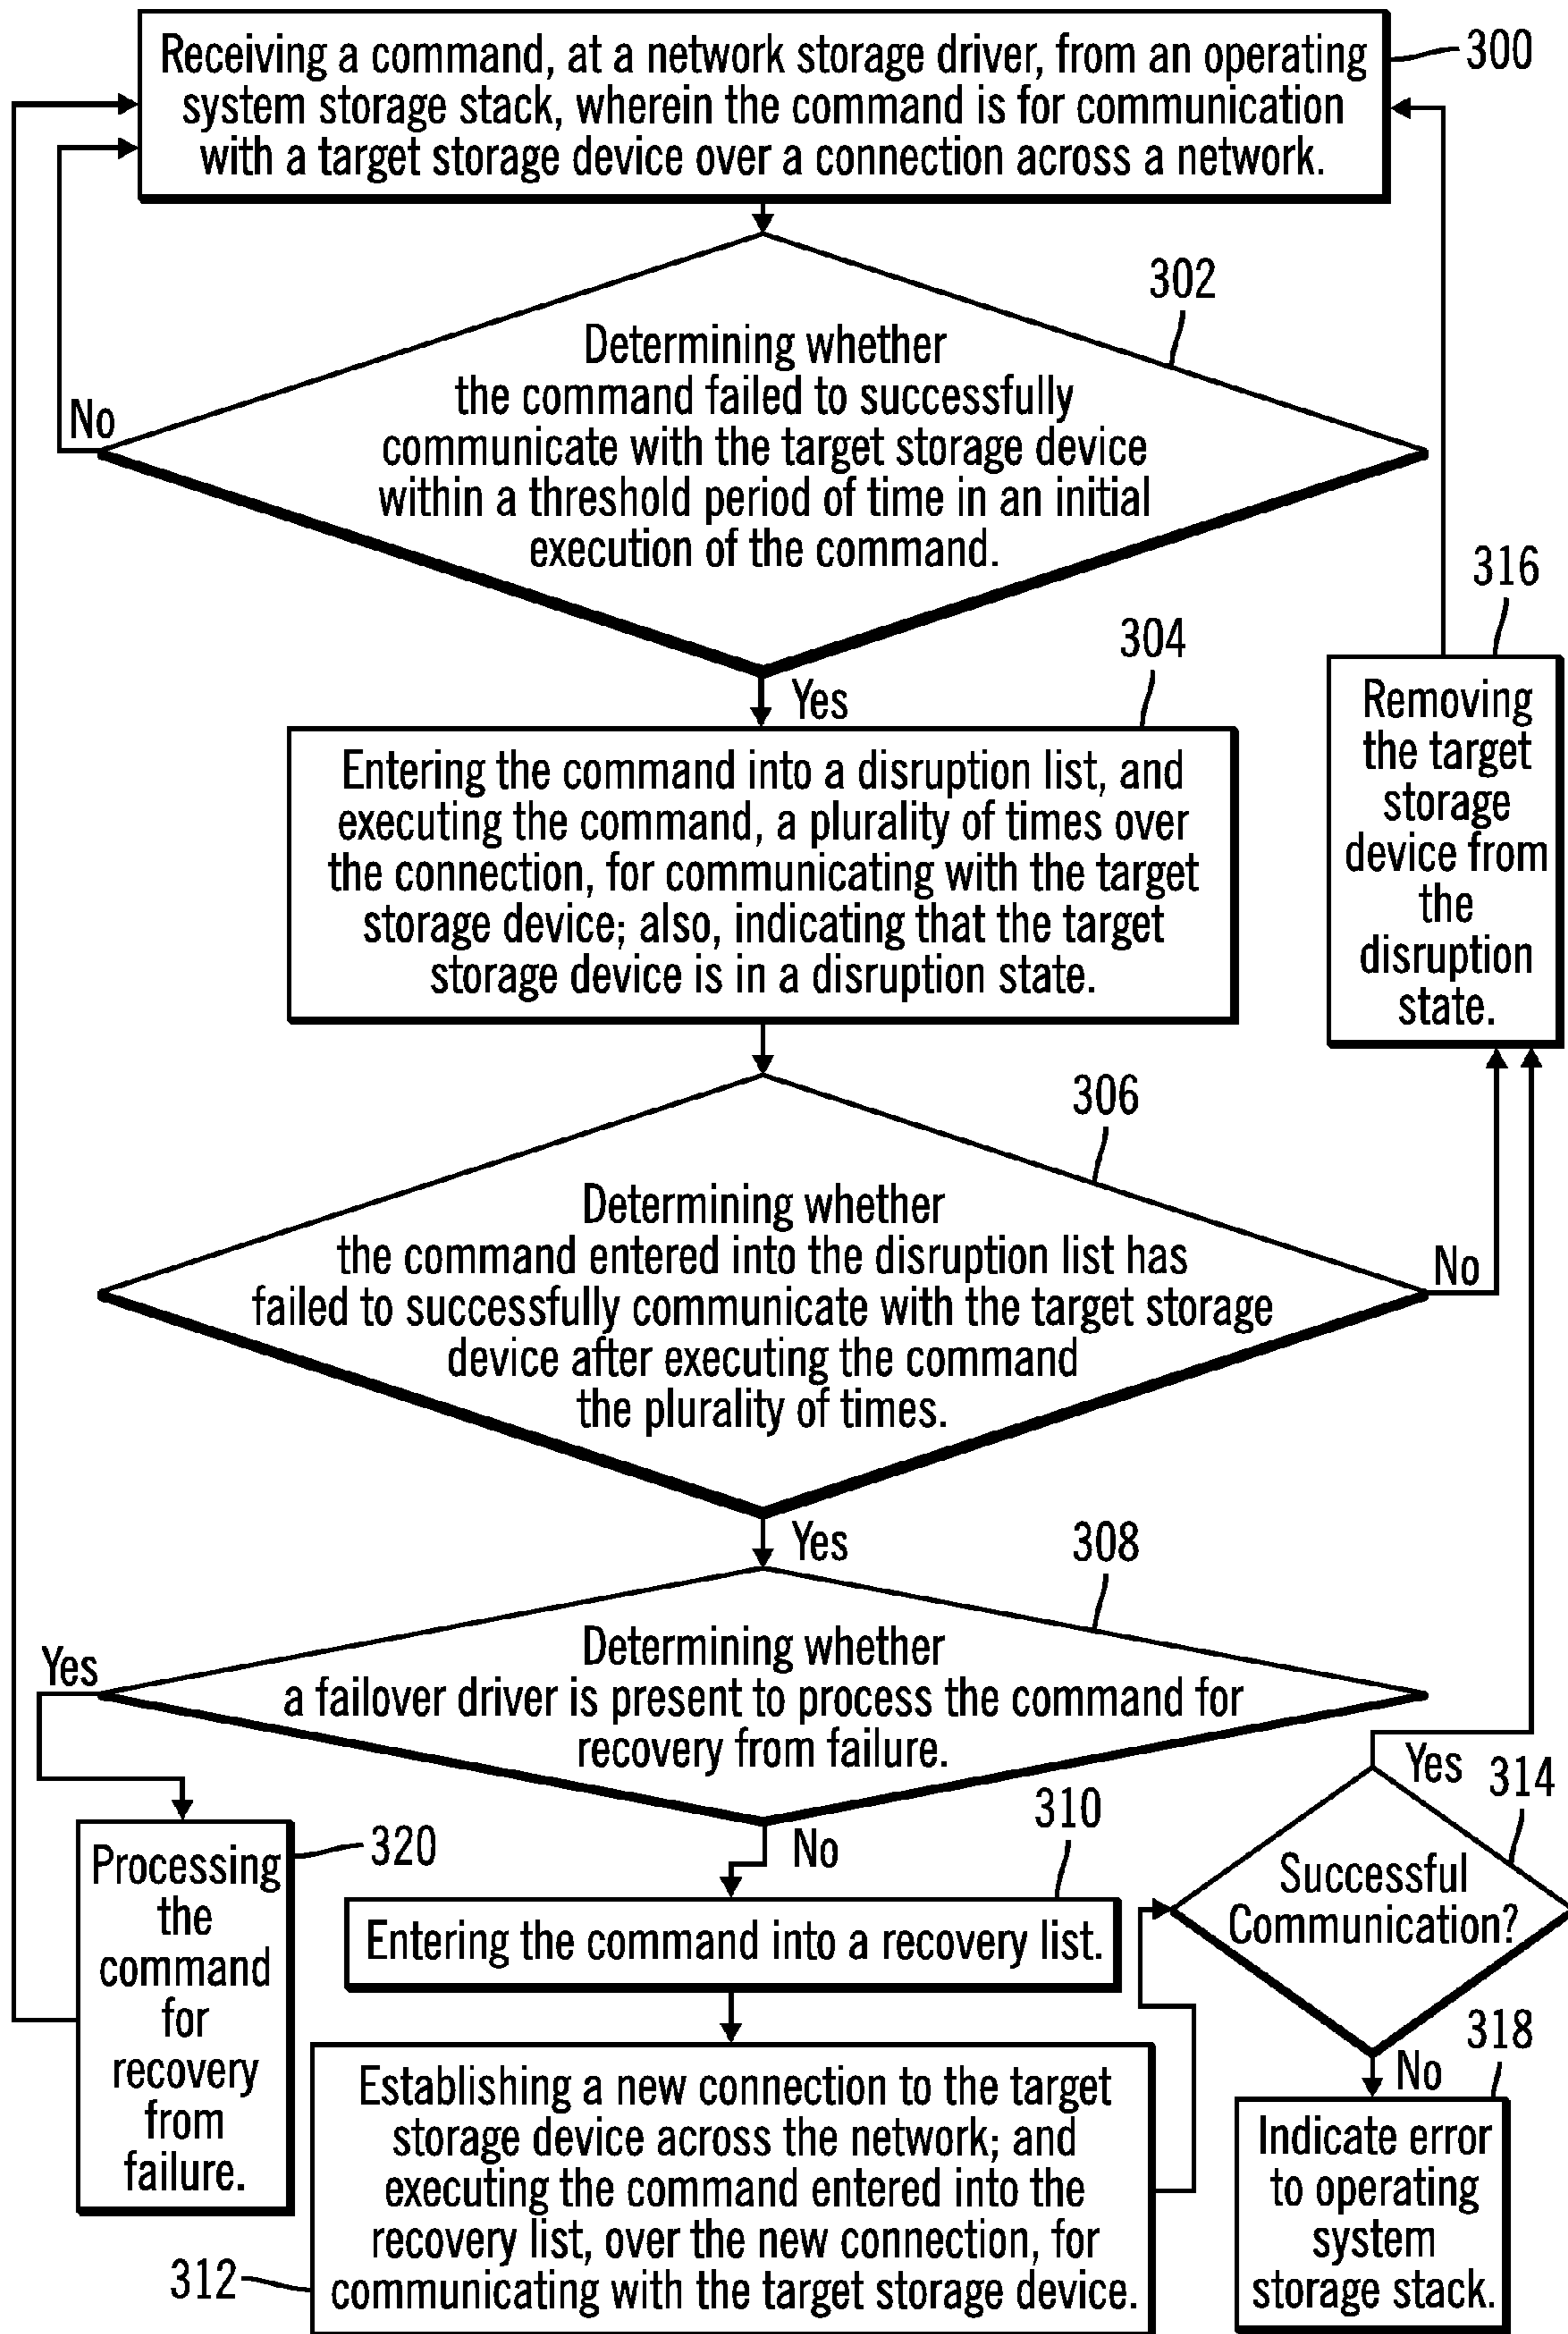 Receiving a command, at a network storage driver, from an operating
system storage stack, wherein the command is for communication
with a target storage device over a connection across a network.
300
302
Determining whether
the command failed to successfully
communicate with the target storage device
within a threshold period of time in an initial
execution of the command.
No
Yes
304
Entering the command into a disruption list, and
executing the command, a plurality of times over
the connection, for communicating with the target
storage device; also, indicating that the target
storage device is in a disruption state.
316
Removing
the target
storage
device from
the
disruption
state.
306
Determining whether
the command entered into the disruption list has
failed to successfully communicate with the target storage
device after executing the command
the plurality of times.
No
Yes
308
Determining whether
a failover driver is present to process the command for
recovery from failure.
Yes
No
320
Processing
the
command
for
recovery
from
failure.
310
Entering the command into a recovery list.
312
Establishing a new connection to the target
storage device across the network; and
executing the command entered into the
recovery list, over the new connection, for
communicating with the target storage device.
Yes
314
Successful
Communication?
No
318
Indicate error
to operating
system
storage stack.